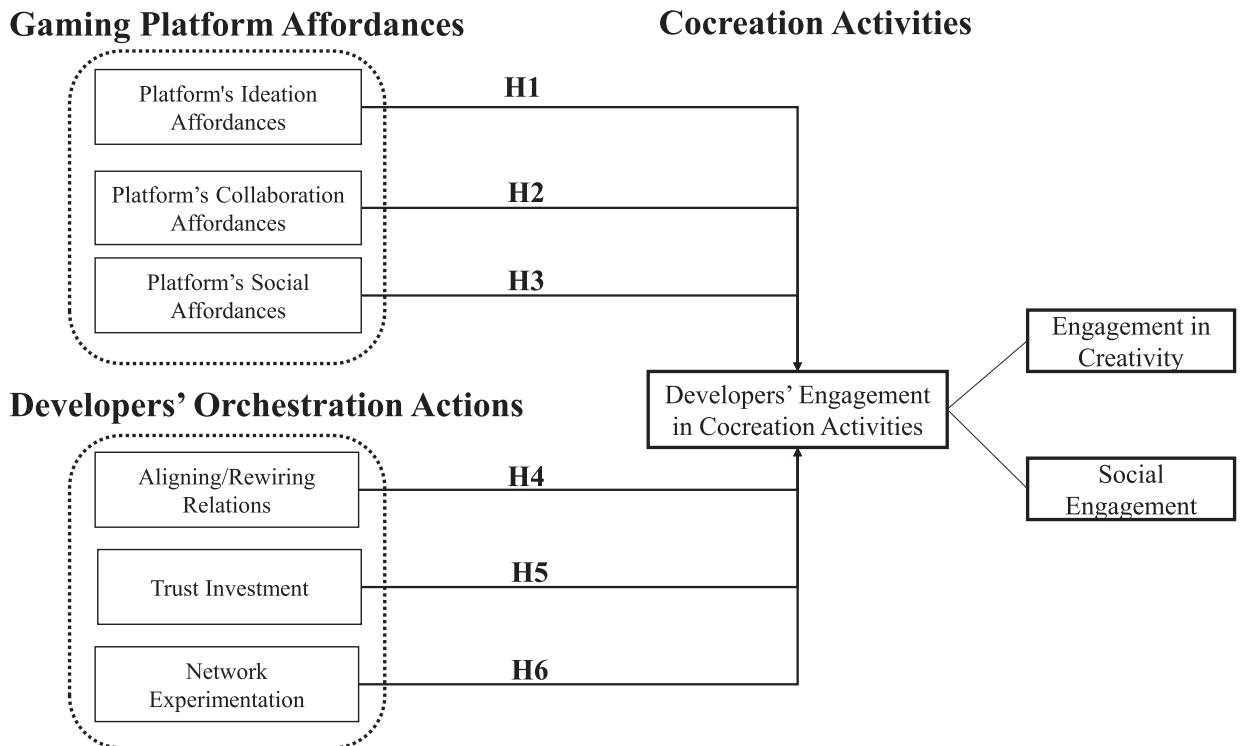 Gaming Platform Affordances
Cocreation Activities
Platform's Ideation
Affordances
H1
Platform’s Collaboration
Affordances
H2
Platform’s Social
Affordances
H3
Engagement in
Creativity
Developers’ Engagement
in Cocreation Activities
Developers’ Orchestration Actions
Aligning/Rewiring
Relations
H4
Social
Engagement
Trust Investment
H5
Network
Experimentation
H6